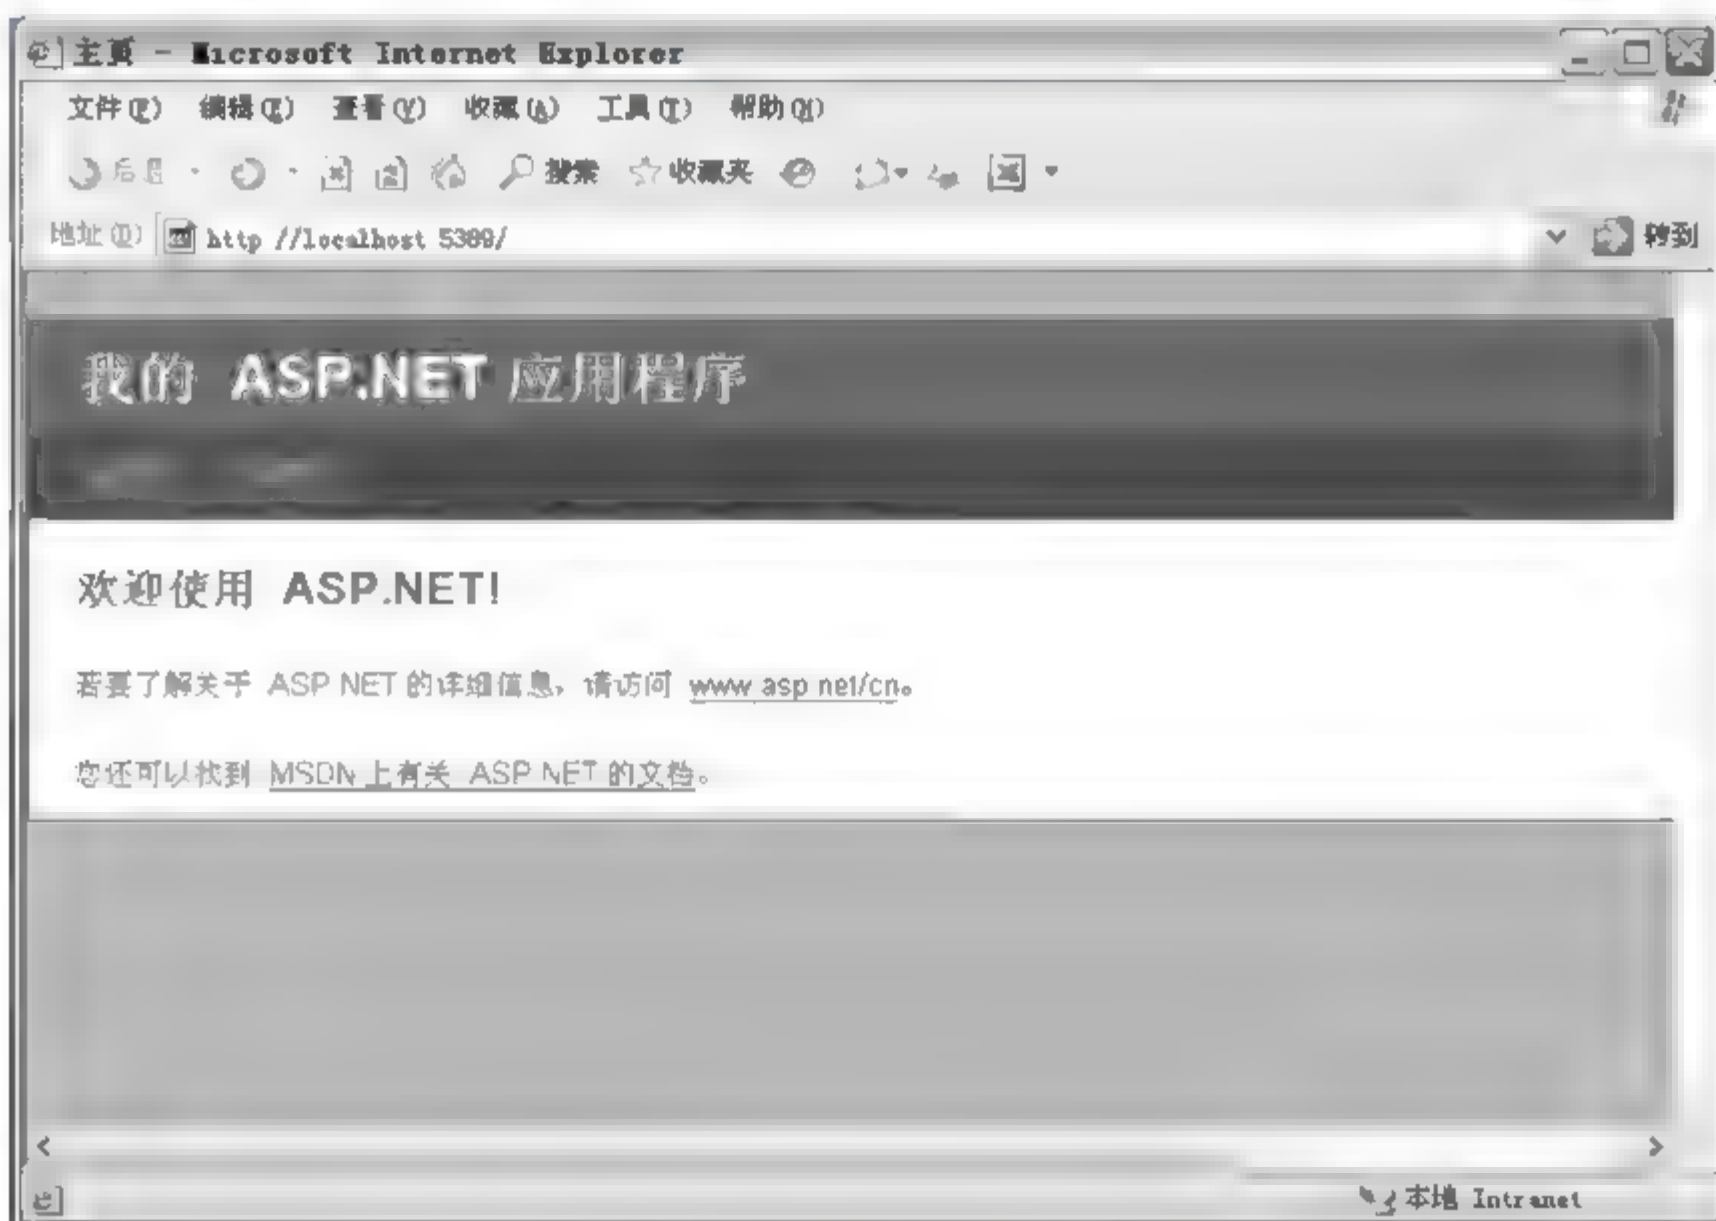 主页 - Microsoft Internet Explorer
文件(F) 编辑(E) 查看(V) 收藏(A) 工具(T) 帮助(H)
后退 搜索 收藏夹
地址(D) http //localhost 5389/ 转到
我的 ASP.NET 应用程序
欢迎使用 ASP.NET!
若要了解关于 ASP NET 的详细信息，请访问 www asp net/cn。
您还可以找到 MSDN 上有关 ASP NET 的文档。
本地 Intranet